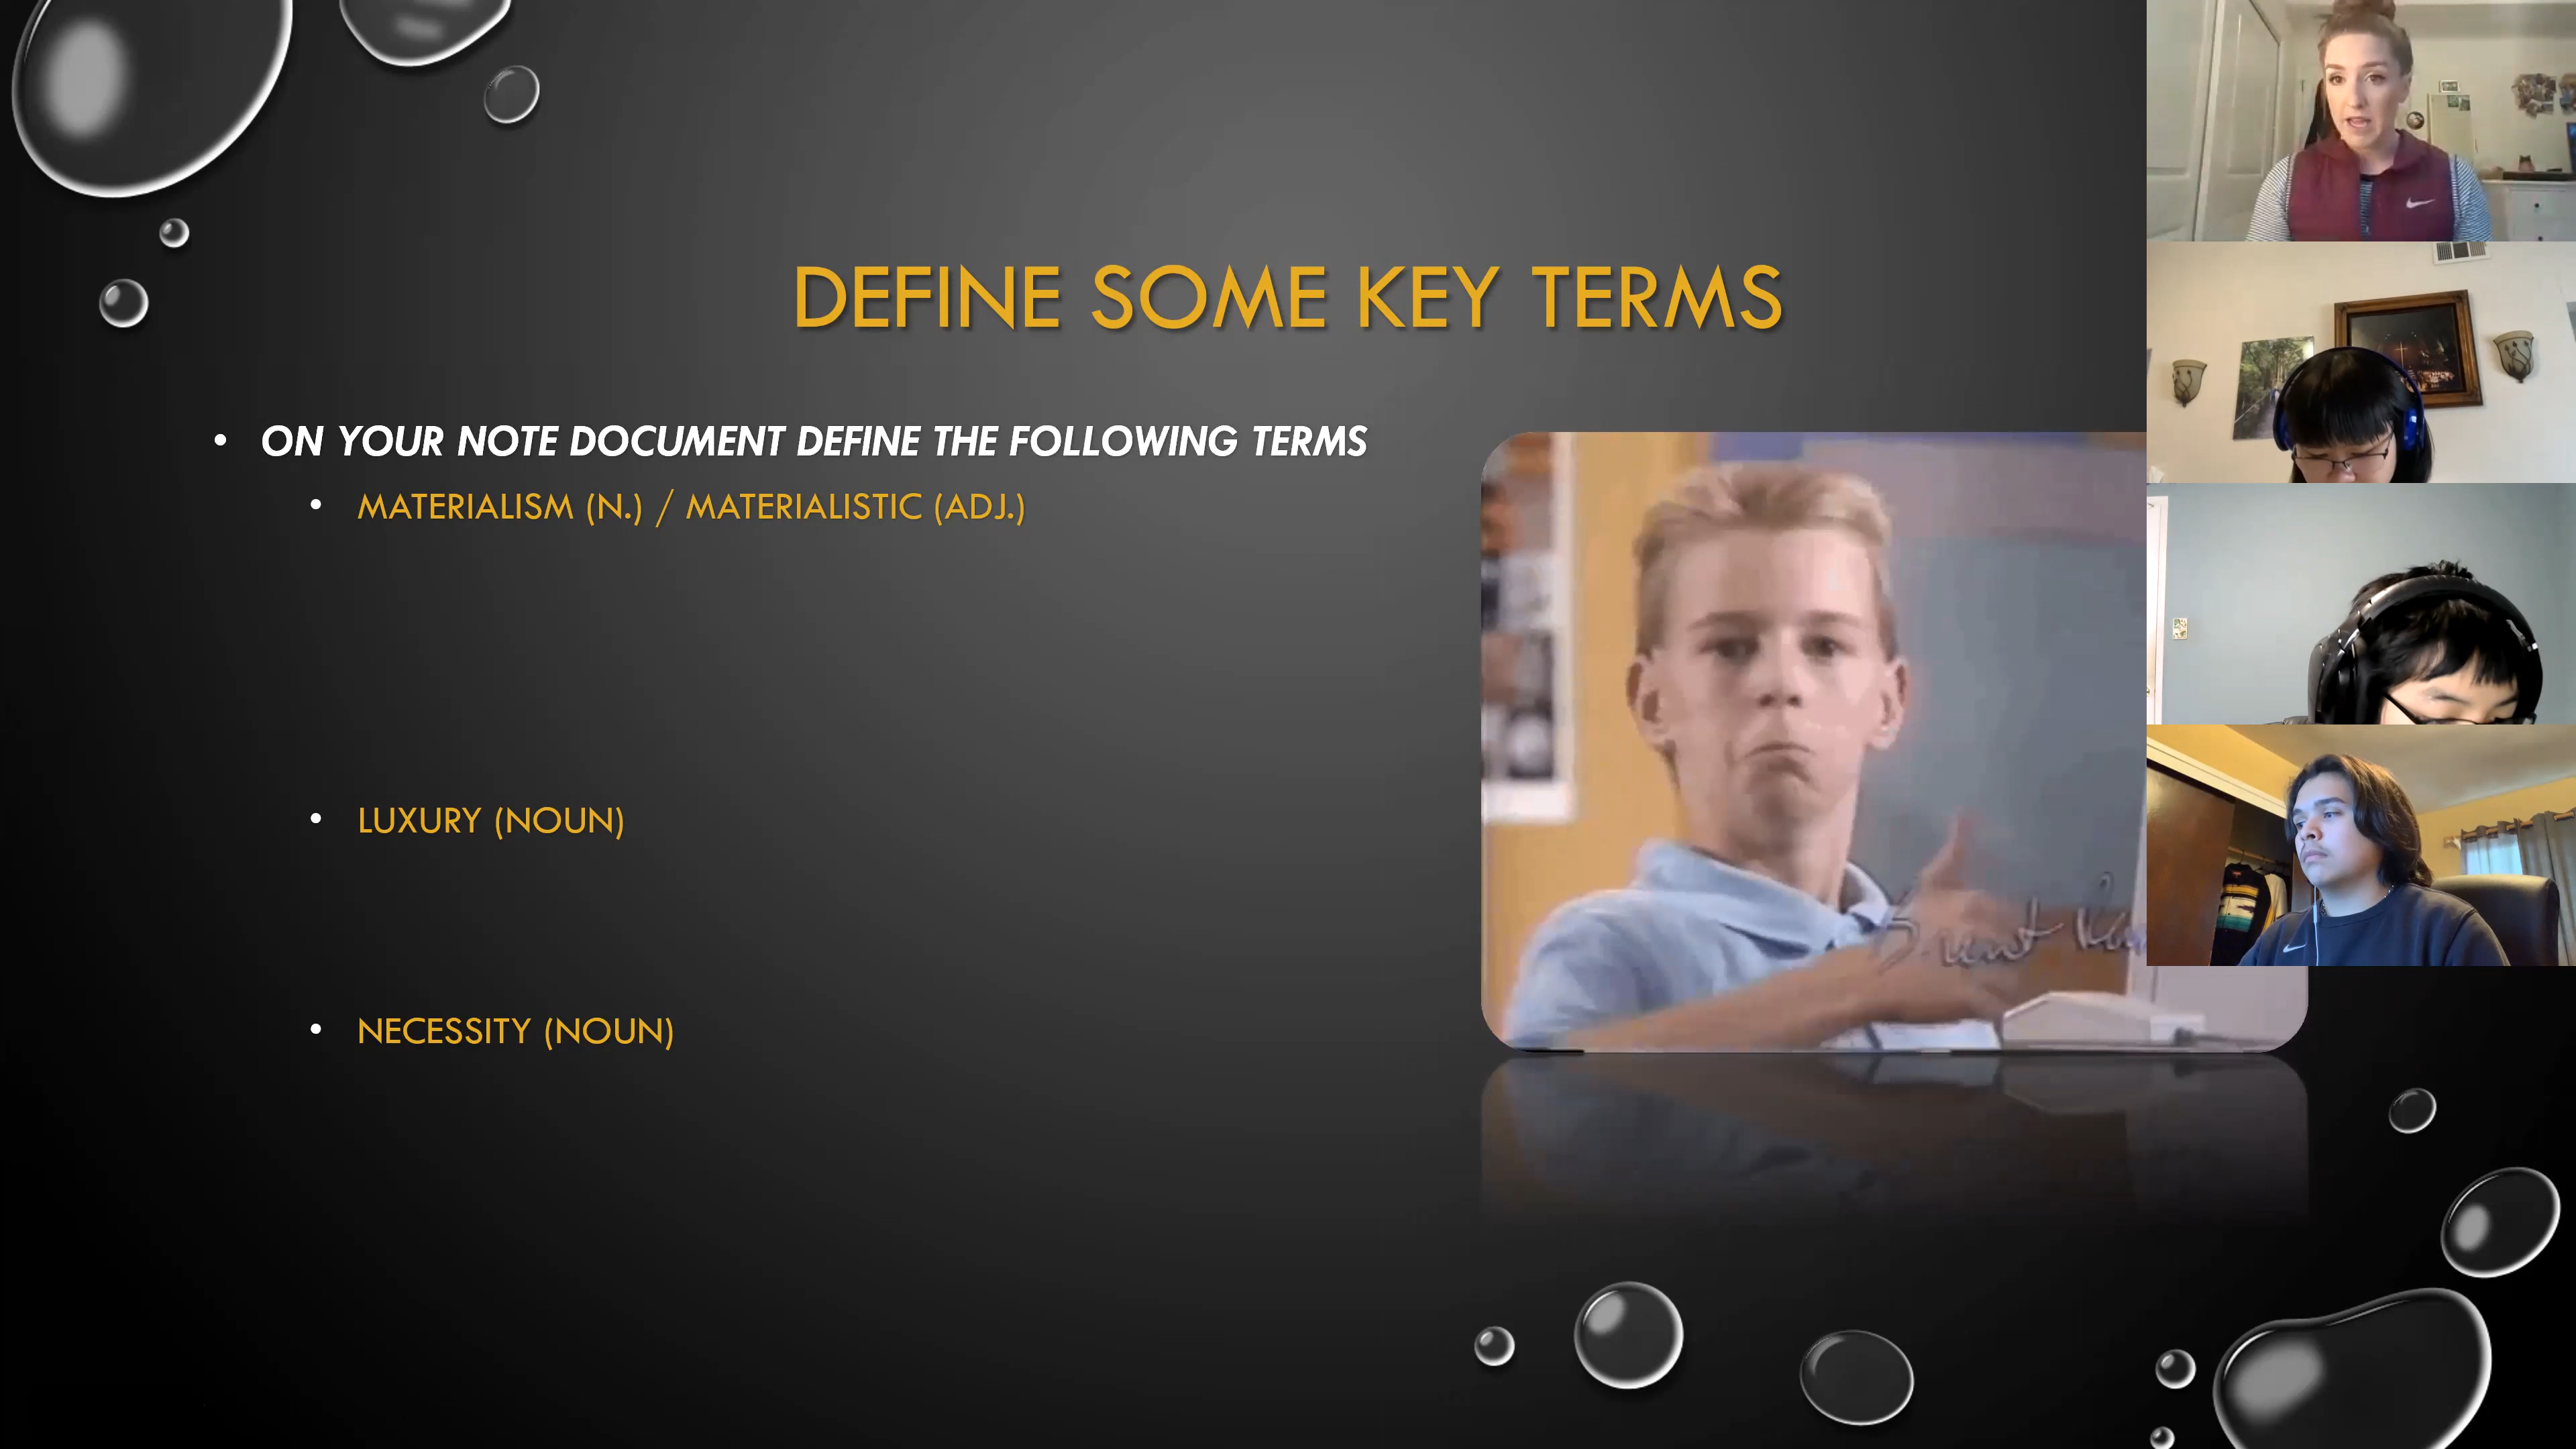 DEFINE SOME KEY TERMS
ON YOUR NOTE DOCUMENT DEFINE THE FOLLOWING TERMS
MATERIALISM (N.) / MATERIALISTIC (ADJ.)
LUXURY (NOUN)
NECESSITY (NOUN)
Brent